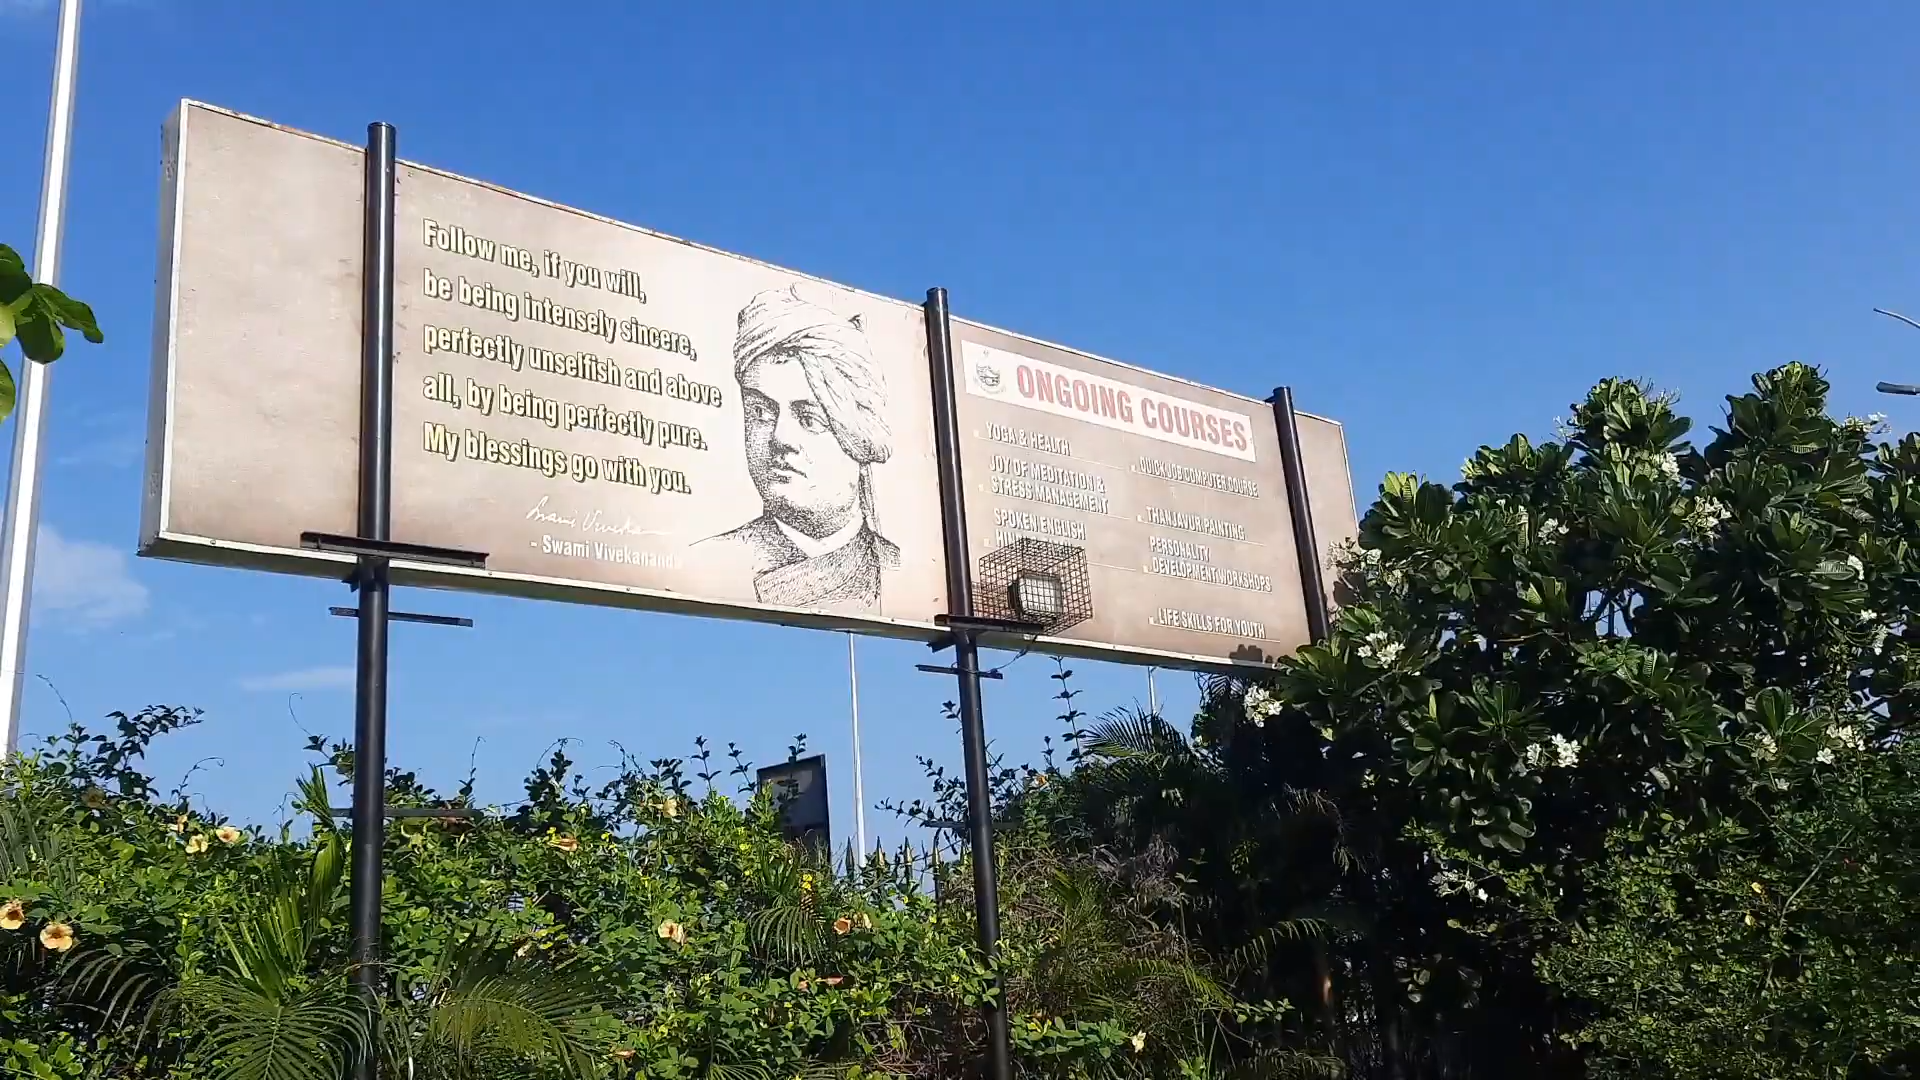 Follow me, if you will,
be being intensely sincere,
perfectly unselfish and above
all, by being perfectly pure.
My blessings go with you.
- Swami Vivekananda
ONGOING COURSES
YOGA & HEALTH
JOY OF MEDITATION &
STRESS MANAGEMENT
SPOKEN ENGLISH
QUICK JOB COMPUTER COURSE
THANJAVUR PAINTING
PERSONALITY
DEVELOPMENT WORKSHOPS
LIFE SKILLS FOR YOUTH